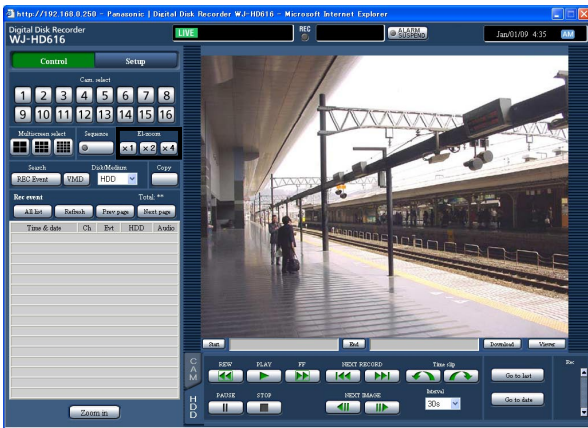 http://192.168.0.250 - Panasonic | Digital Disk Recorder WJ-HD616 - Microsoft Internet Explorer
Digital Disk Recorder
WJ-HD616
LIVE
REC
ALARM
SUSPEND
Jan/01/09 4:35 AM
Control Setup
Cam. select
1 2 3 4 5 6 7 8
9 10 11 12 13 14 15 16
Multiscreen select Sequence El-zoom
x1 x2 x4
Search Disk/Medium Copy
REC Event VMD HDD
Rec event Total: **
All list Refresh Prev page Next page
Time & date Ch Evt HDD Audio
Zoom in
Start End Download Viewer
CAM
HDD
REW PLAY FF NEXT RECORD Time slip
Go to last
Rec
PAUSE STOP NEXT IMAGE Interval
30s
Go to date